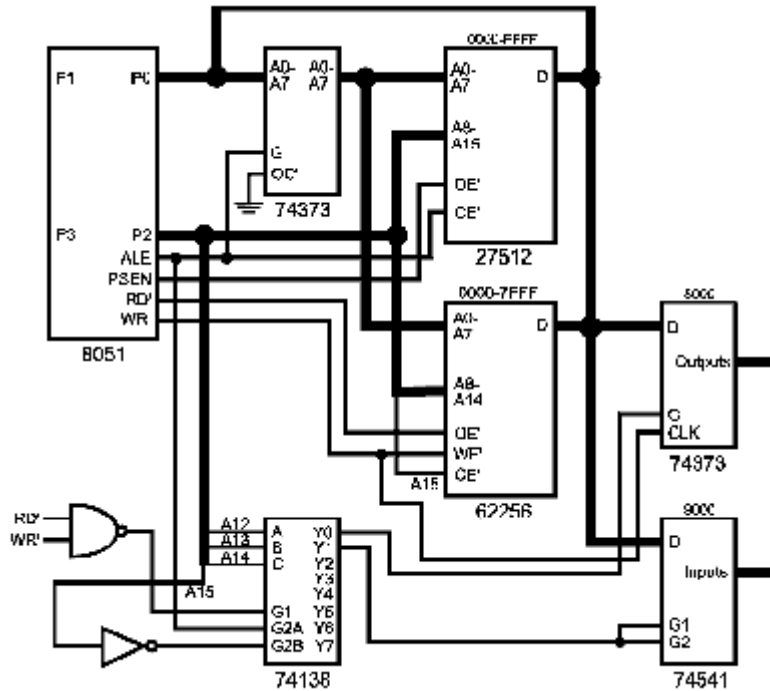 0000-FFFF
P1
P0
A0-
A7
A0-
A7
A0-
A7
D
A8-
A15
G
OC'
OE'
CE'
74373
27512
P3
P2
ALE
PSEN
RD'
WR
8051
0000-7FFF
8000
A0-
A7
D
D
Outputs
A8-
A14
G
CLK
OE'
WE'
CE'
A15
74373
62256
9000
RD'
WR'
A12
A13
A14
A15
A
B
C
Y0
Y1
Y2
Y3
Y4
Y5
Y6
Y7
G1
G2A
G2B
74138
D
Inputs
G1
G2
74541